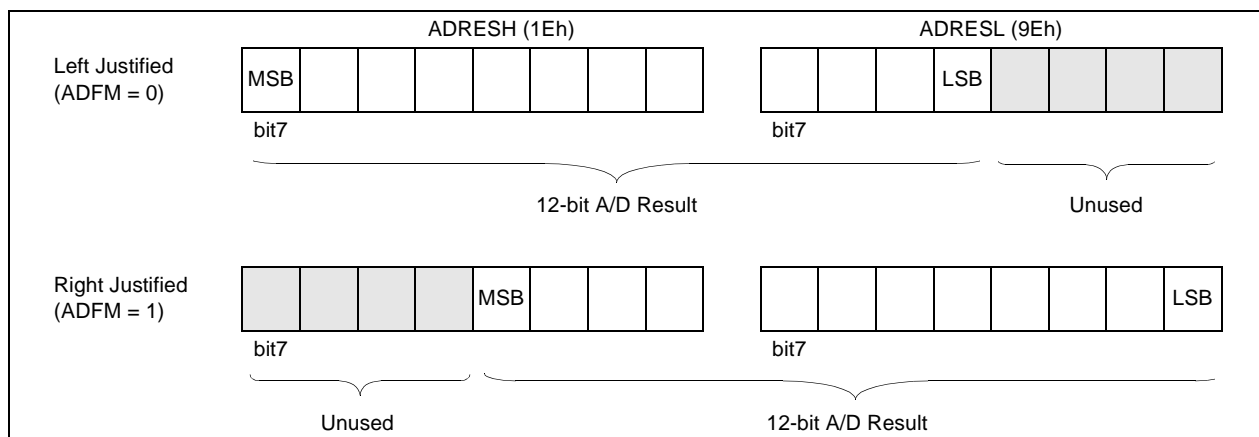 ADRESH (1Eh) ADRESL (9Eh)
Left Justified
(ADFM = 0)
MSB LSB
bit7 bit7
12-bit A/D Result Unused
Right Justified
(ADFM = 1)
MSB LSB
bit7 bit7
Unused 12-bit A/D Result